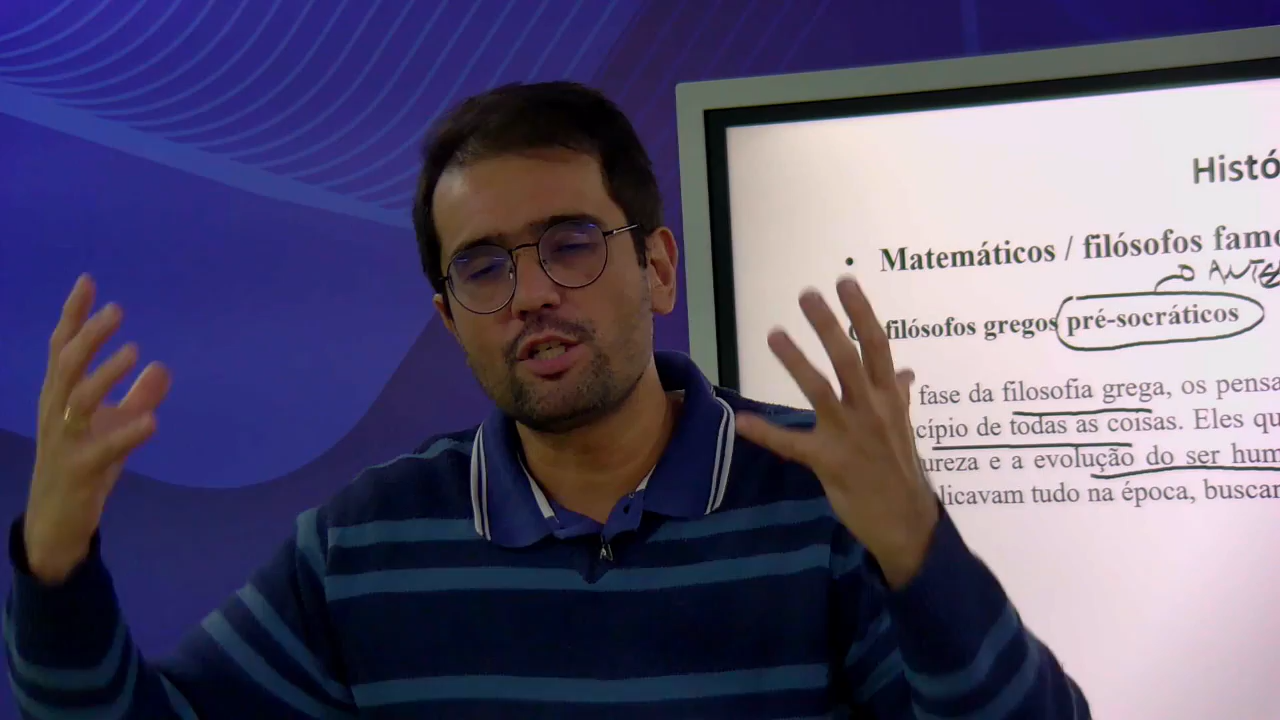 Histó
• Matemáticos / filósofos famo
ANTE
filósofos gregos pré-socráticos
fase da filosofia grega, os pensa
cípio de todas as coisas. Eles qu
ureza e a evolução do ser hum
licavam tudo na época, buscan